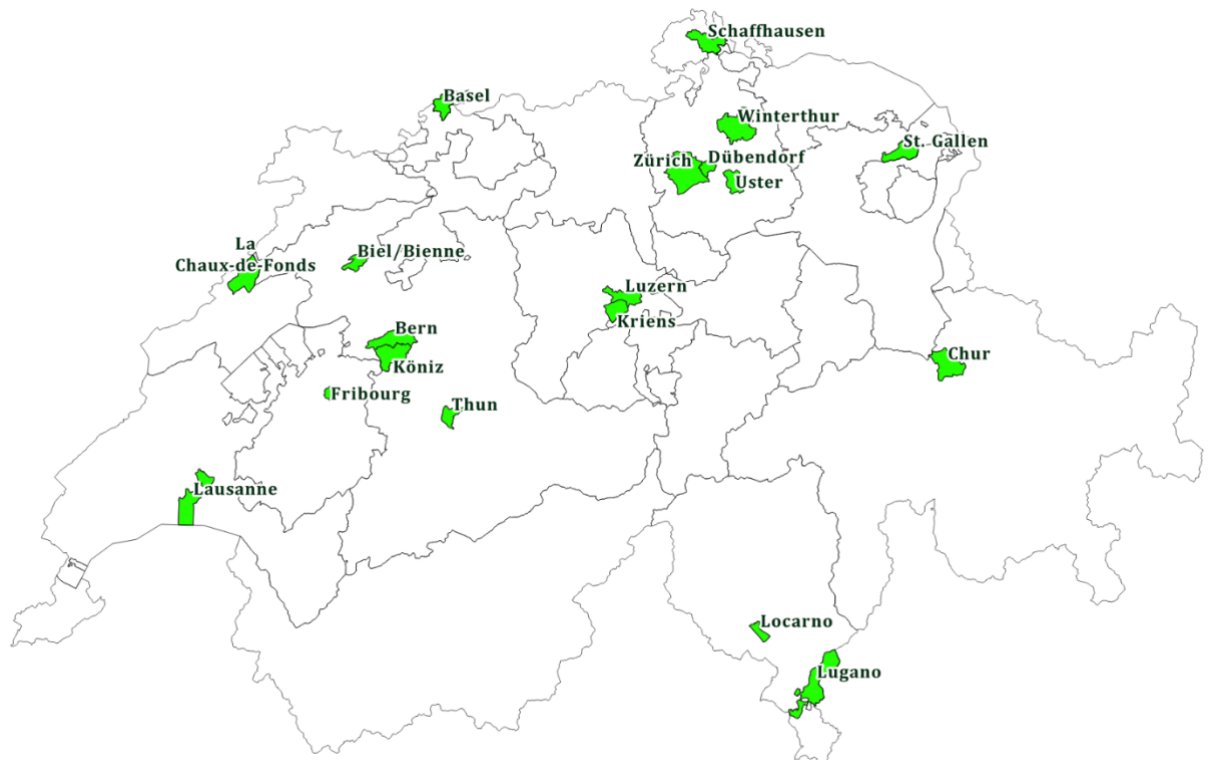 Schaffhausen
Basel
Winterthur
St. Gallen
Zürich
Dübendorf
Uster
La
Chaux-de-Fonds
Biel/Bienne
Luzern
Kriens
Bern
Köniz
Chur
Fribourg
Thun
Lausanne
Locarno
Lugano